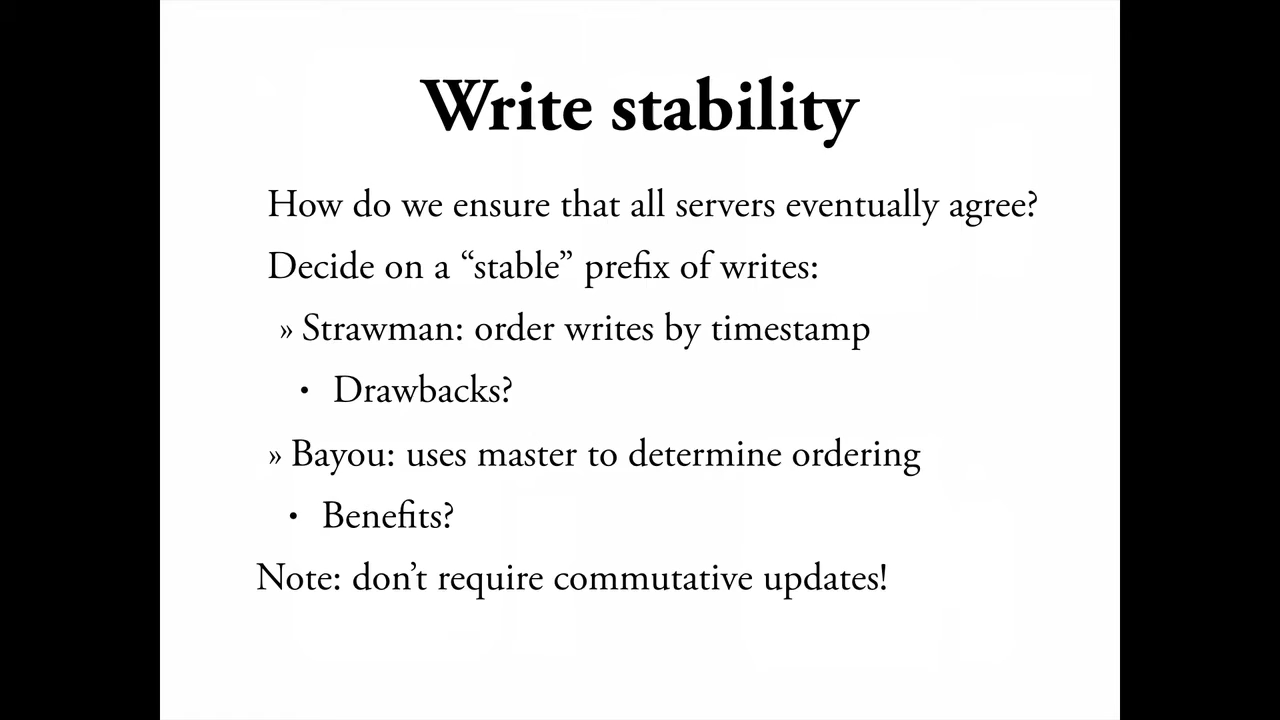 Write stability
How do we ensure that all servers eventually agree?
Decide on a “stable” prefix of writes:
» Strawman: order writes by timestamp
• Drawbacks?
» Bayou: uses master to determine ordering
• Benefits?
Note: don’t require commutative updates!